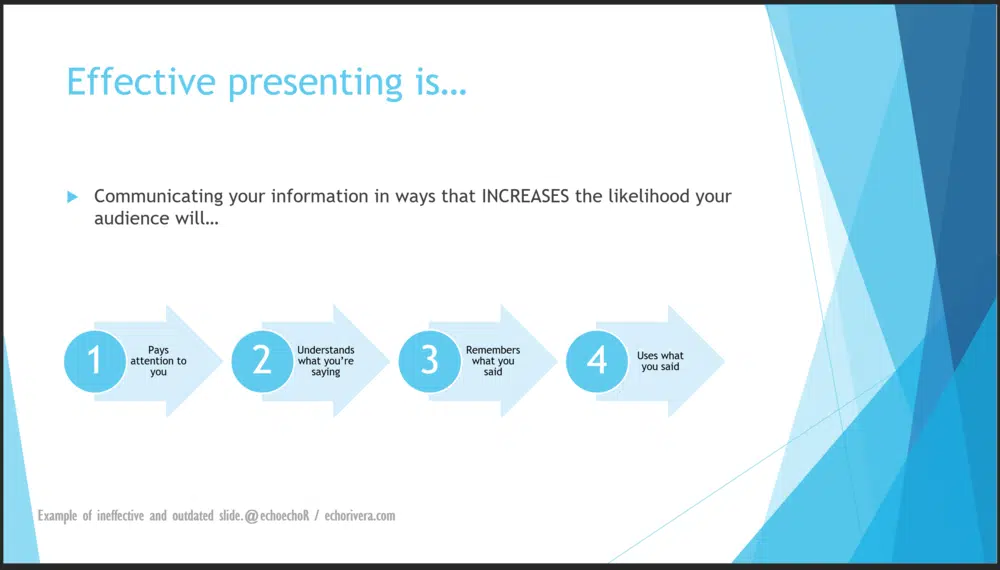 Effective presenting is…
Communicating your information in ways that INCREASES the likelihood your
audience will…
1
Pays
attention to
you
2
Understands
what you're
saying
3
Remembers
what you
said
4
Uses what
you said
Example of ineffective and outdated slide.@echoechoR / echorivera.com